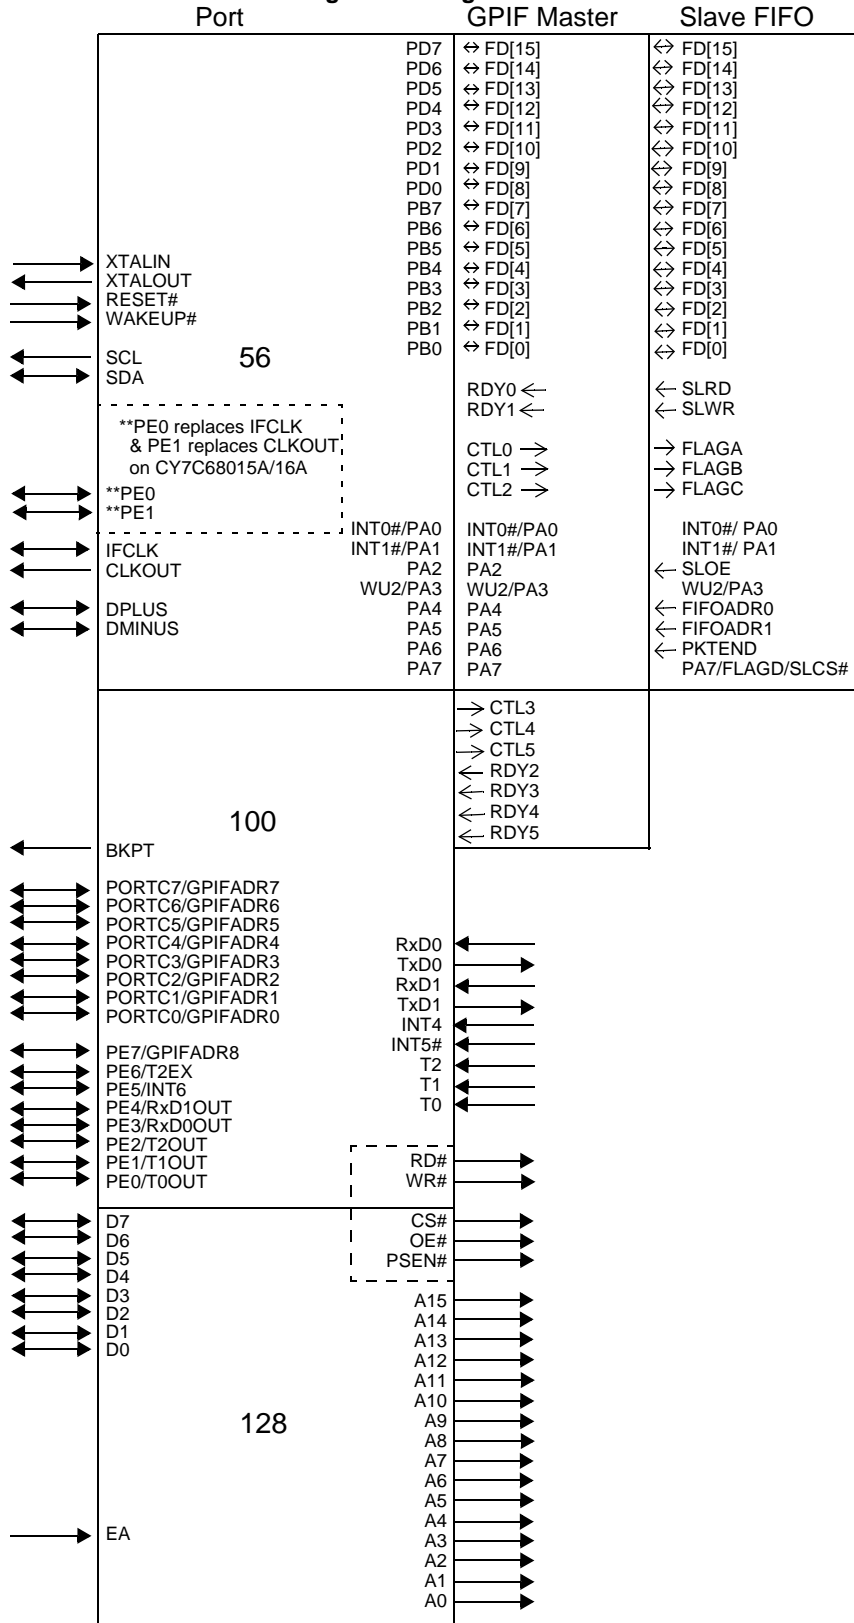 Port GPIF Master Slave FIFO
PD7 FD[15] FD[15]
PD6 FD[14] FD[14]
PD5 FD[13] FD[13]
PD4 FD[12] FD[12]
PD3 FD[11] FD[11]
PD2 FD[10] FD[10]
PD1 FD[9] FD[9]
PD0 FD[8] FD[8]
PB7 FD[7] FD[7]
PB6 FD[6] FD[6]
PB5 FD[5] FD[5]
XTALIN PB4 FD[4] FD[4]
XTALOUT PB3 FD[3] FD[3]
RESET# PB2 FD[2] FD[2]
WAKEUP# PB1 FD[1] FD[1]
PB0 FD[0] FD[0]
SCL 56
SDA
RDY0 SLRD
RDY1 SLWR
**PE0 replaces IFCLK
& PE1 replaces CLKOUT CTL0 FLAGA
on CY7C68015A/16A CTL1 FLAGB
**PE0 CTL2 FLAGC
**PE1
INT0#/PA0 INT0#/PA0 INT0#/ PA0
IFCLK INT1#/PA1 INT1#/PA1 INT1#/ PA1
CLKOUT PA2 PA2 SLOE
WU2/PA3 WU2/PA3 WU2/PA3
DPLUS PA4 PA4 FIFOADR0
DMINUS PA5 PA5 FIFOADR1
PA6 PA6 PKTEND
PA7 PA7 PA7/FLAGD/SLCS#
CTL3
CTL4
CTL5
RDY2
RDY3
100 RDY4
RDY5
BKPT
PORTC7/GPIFADR7
PORTC6/GPIFADR6
PORTC5/GPIFADR5
PORTC4/GPIFADR4 RxD0
PORTC3/GPIFADR3 TxD0
PORTC2/GPIFADR2 RxD1
PORTC1/GPIFADR1 TxD1
PORTC0/GPIFADR0 INT4
INT5#
PE7/GPIFADR8 T2
PE6/T2EX T1
PE5/INT6 T0
PE4/RxD1OUT
PE3/RxD0OUT
PE2/T2OUT
PE1/T1OUT RD#
PE0/T0OUT WR#
D7 CS#
D6 OE#
D5 PSEN#
D4
D3 A15
D2 A14
D1 A13
D0 A12
A11
A10
128 A9
A8
A7
A6
A5
A4
EA A3
A2
A1
A0